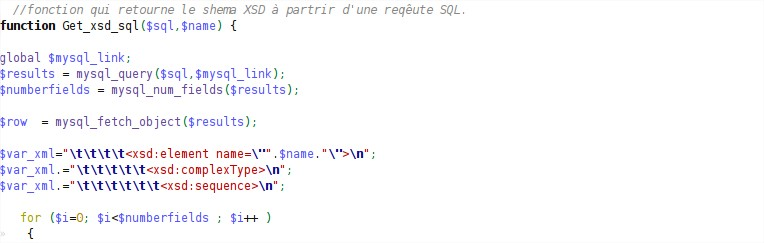 //fonction qui retourne le shema XSD à partrir d'une reqêute SQL.
function Get_xsd_sql($sql,$name) {
global $mysql_link;
$results = mysql_query($sql,$mysql_link);
$numberfields = mysql_num_fields($results);
$row  = mysql_fetch_object($results);
$var_xml="\t\t\t\t<xsd:element name=\"".$name."\">\n";
$var_xml.="\t\t\t\t\t<xsd:complexType>\n";
$var_xml.="\t\t\t\t\t\t<xsd:sequence>\n";
for ($i=0; $i<$numberfields ; $i++ )
{